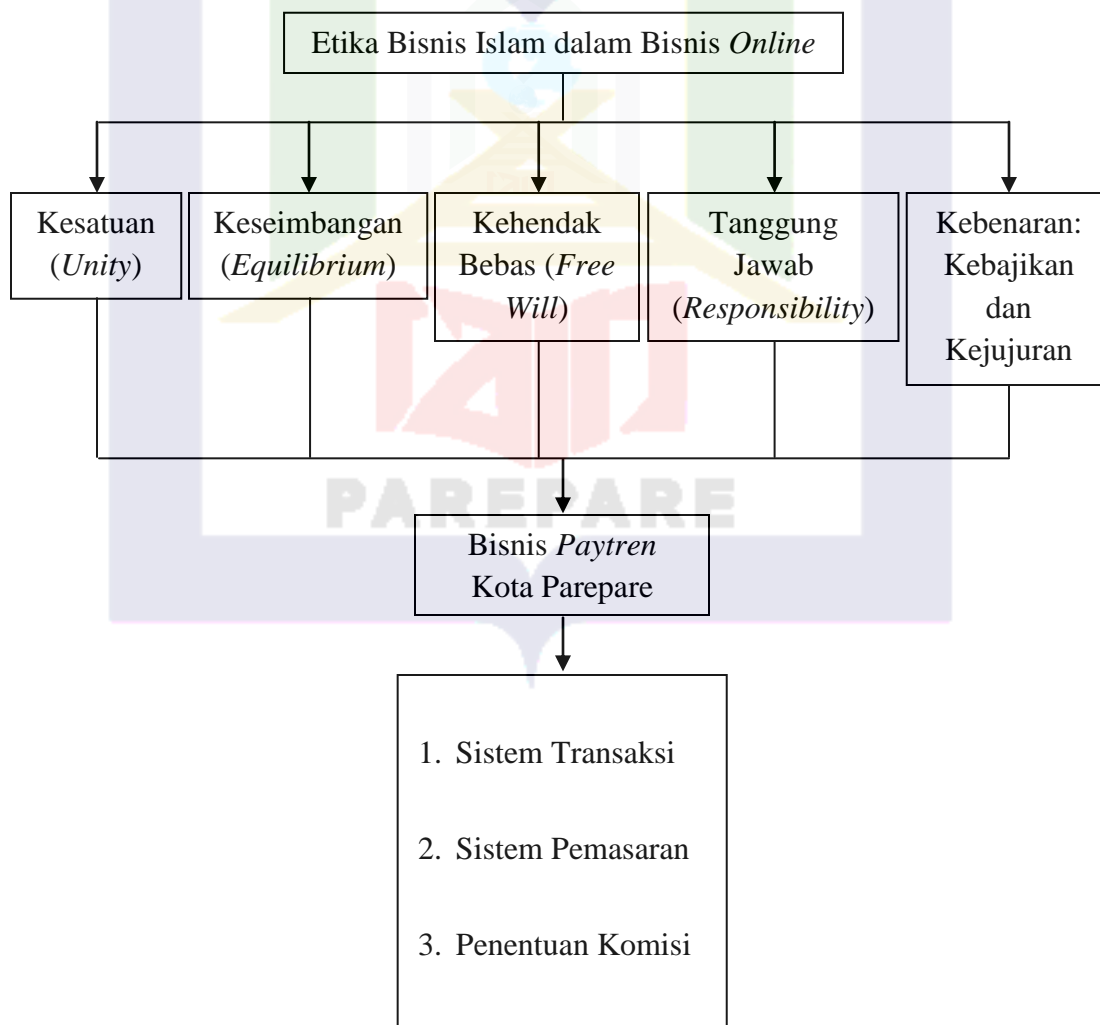 Etika Bisnis Islam dalam Bisnis Online
Kesatuan
(Unity)
Keseimbangan
(Equilibrium)
Kehendak
Bebas (Free
Will)
Tanggung
Jawab
(Responsibility)
Kebenaran:
Kebajikan
dan
Kejujuran
PAREPARE
Bisnis Paytren
Kota Parepare
1. Sistem Transaksi
2. Sistem Pemasaran
3. Penentuan Komisi